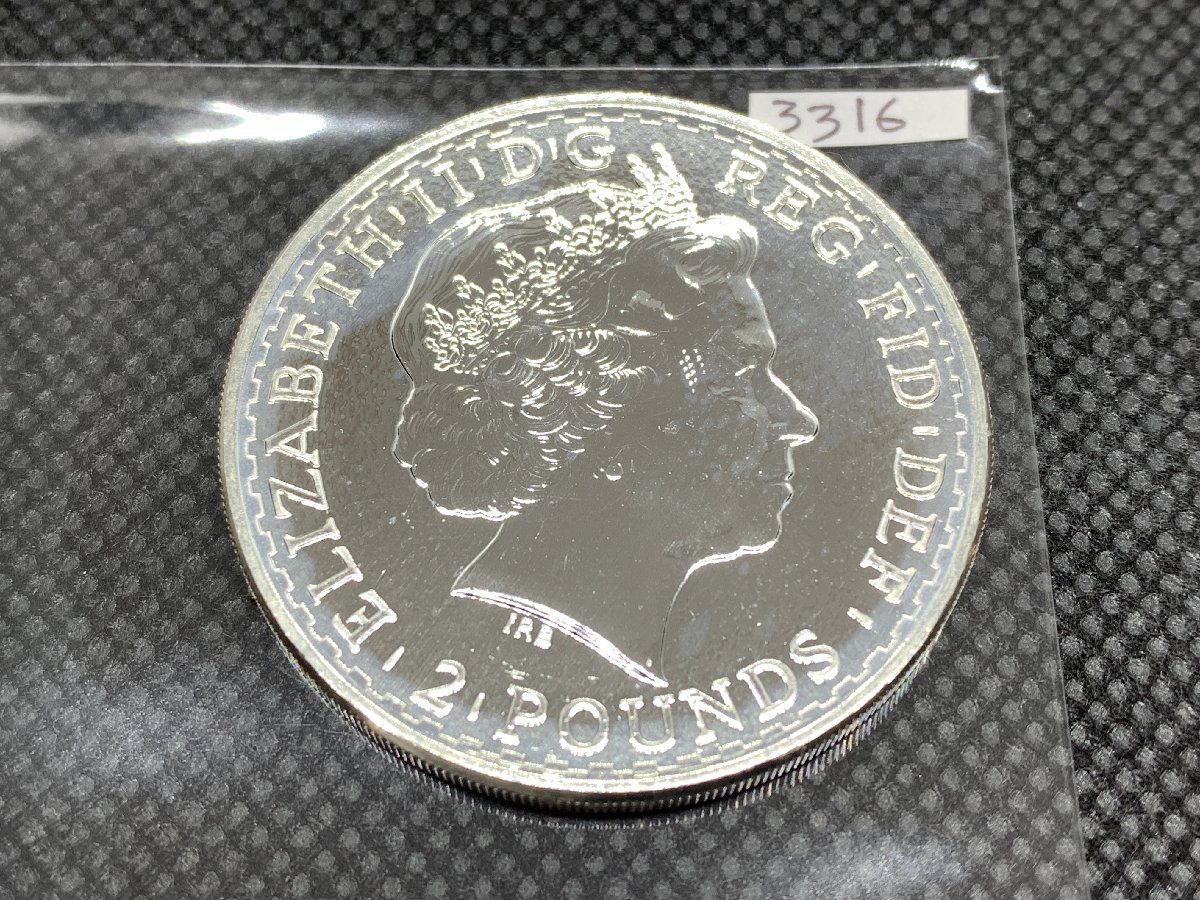 3316
ELIZABETH · II · D · G REG · FID · DEF · 2 · POUNDS ·
IRB